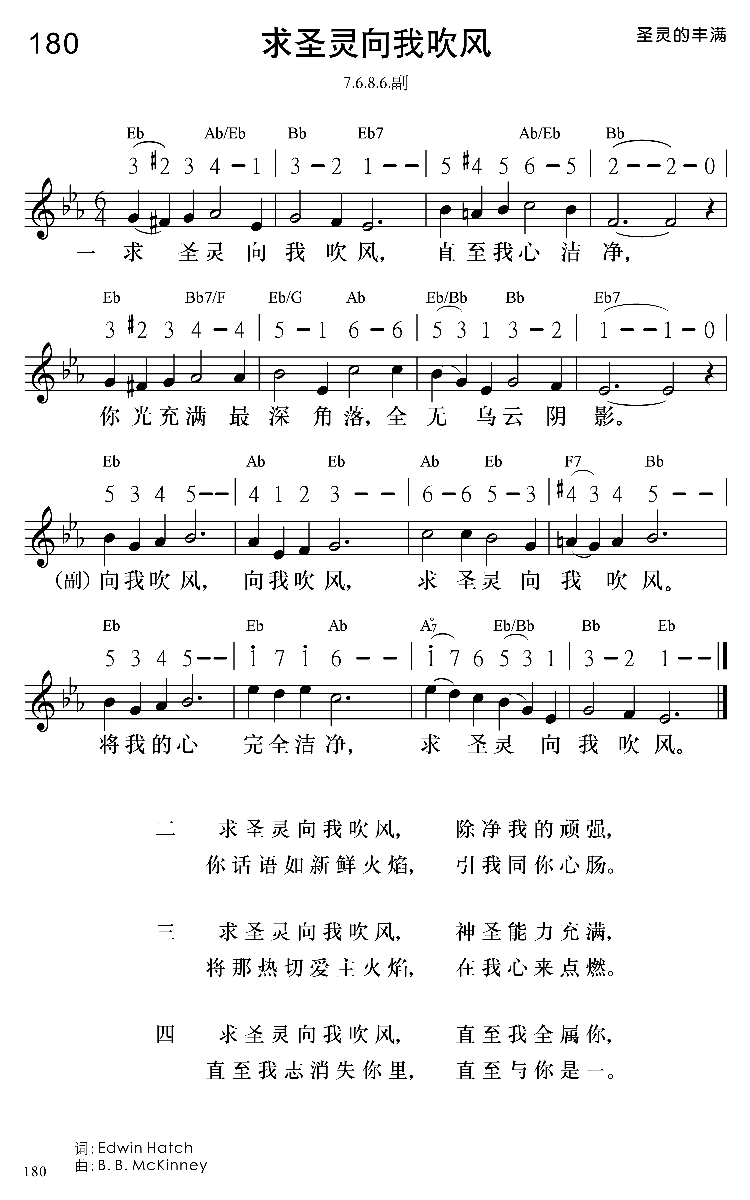 180
求圣灵向我吹风
圣灵的丰满
7.6.8.6.副
Eb Ab/Eb Bb Eb7 Ab/Eb Bb
3 #2 3 4 - 1 | 3 - 2 1 - - | 5 #4 5 6 - 5 | 2 - - 2 - 0 |
6
4
一 求 圣灵 向 我 吹 风, 直至我心 洁 净,
Eb Bb7/F Eb/G Ab Eb/Bb Bb Eb7
3 #2 3 4 - 4 | 5 - 1 6 - 6 | 5 3 1 3 - 2 | 1 - - 1 - 0 |
你 光 充 满 最 深 角 落, 全 无 乌 云 阴 影。
Eb Ab Eb Ab Eb F7 Bb
5 3 4 5 - - | 4 1 2 3 - - | 6 - 6 5 - 3 | #4 3 4 5 - - |
(副) 向我吹风, 向我吹风, 求 圣灵 向 我 吹 风。
Eb Eb Ab A7 Eb/Bb Bb Eb
5 3 4 5 - - | i 7 i 6 - - | i 7 6 5 3 1 | 3 - 2 1 - - ‖
将我的心 完全洁净, 求 圣灵 向我 吹 风。
二 求圣灵向我吹风, 除净我的顽强,
你话语如新鲜火焰, 引我同你心肠。
三 求圣灵向我吹风, 神圣能力充满,
将那热切爱主火焰, 在我心来点燃。
四 求圣灵向我吹风, 直至我全属你,
直至我志消失你里, 直至与你是一。
词: Edwin Hatch
曲: B. B. McKinney
180